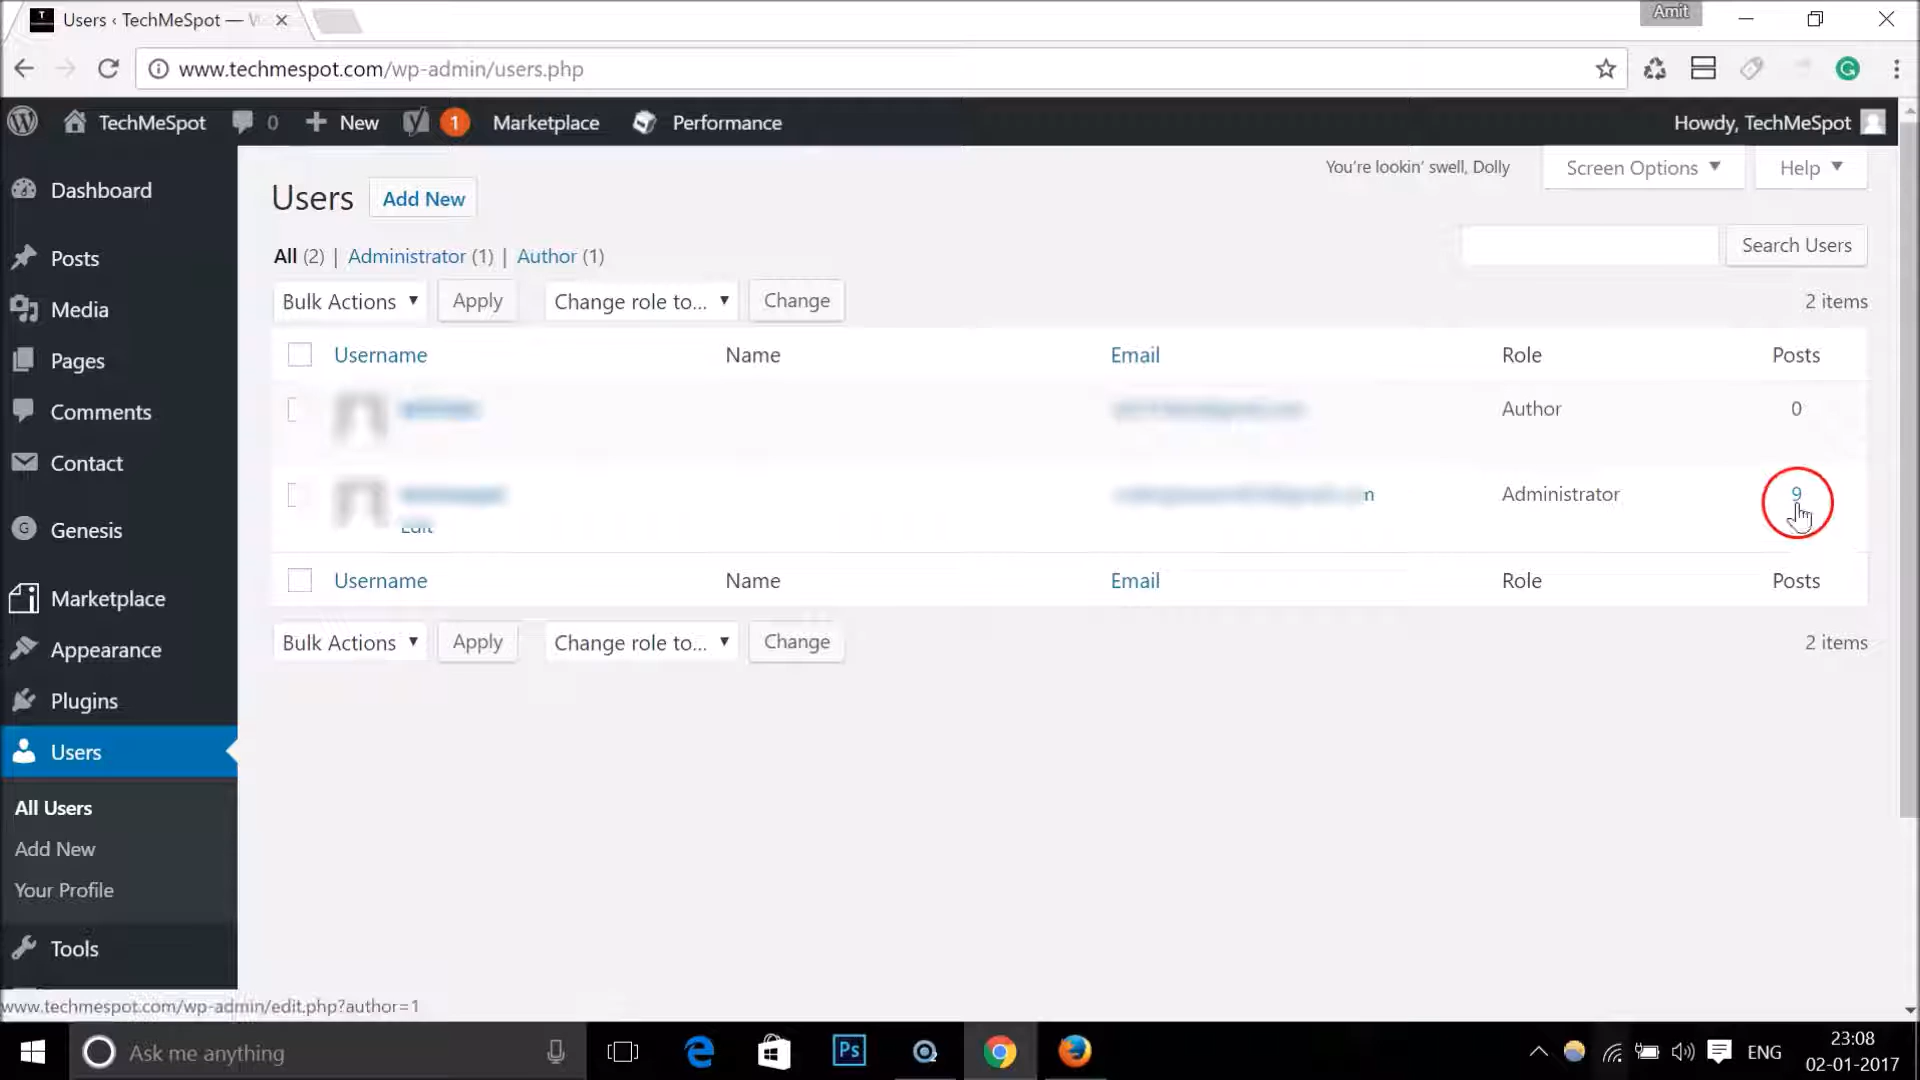 Users ‹ TechMeSpot — W
Amit
www.techmespot.com/wp-admin/users.php
TechMeSpot 0 New 1 Marketplace Performance Howdy, TechMeSpot
You're lookin' swell, Dolly Screen Options Help
Users Add New
All (2) | Administrator (1) | Author (1)
Search Users
Bulk Actions Apply Change role to... Change 2 items
Username Name Email Role Posts
Author 0
n Administrator 9
Edit
Username Name Email Role Posts
Bulk Actions Apply Change role to... Change 2 items
Dashboard
Posts
Media
Pages
Comments
Contact
Genesis
Marketplace
Appearance
Plugins
Users
All Users
Add New
Your Profile
Tools
www.techmespot.com/wp-admin/edit.php?author=1
Ask me anything
Ps
ENG
23:08
02-01-2017